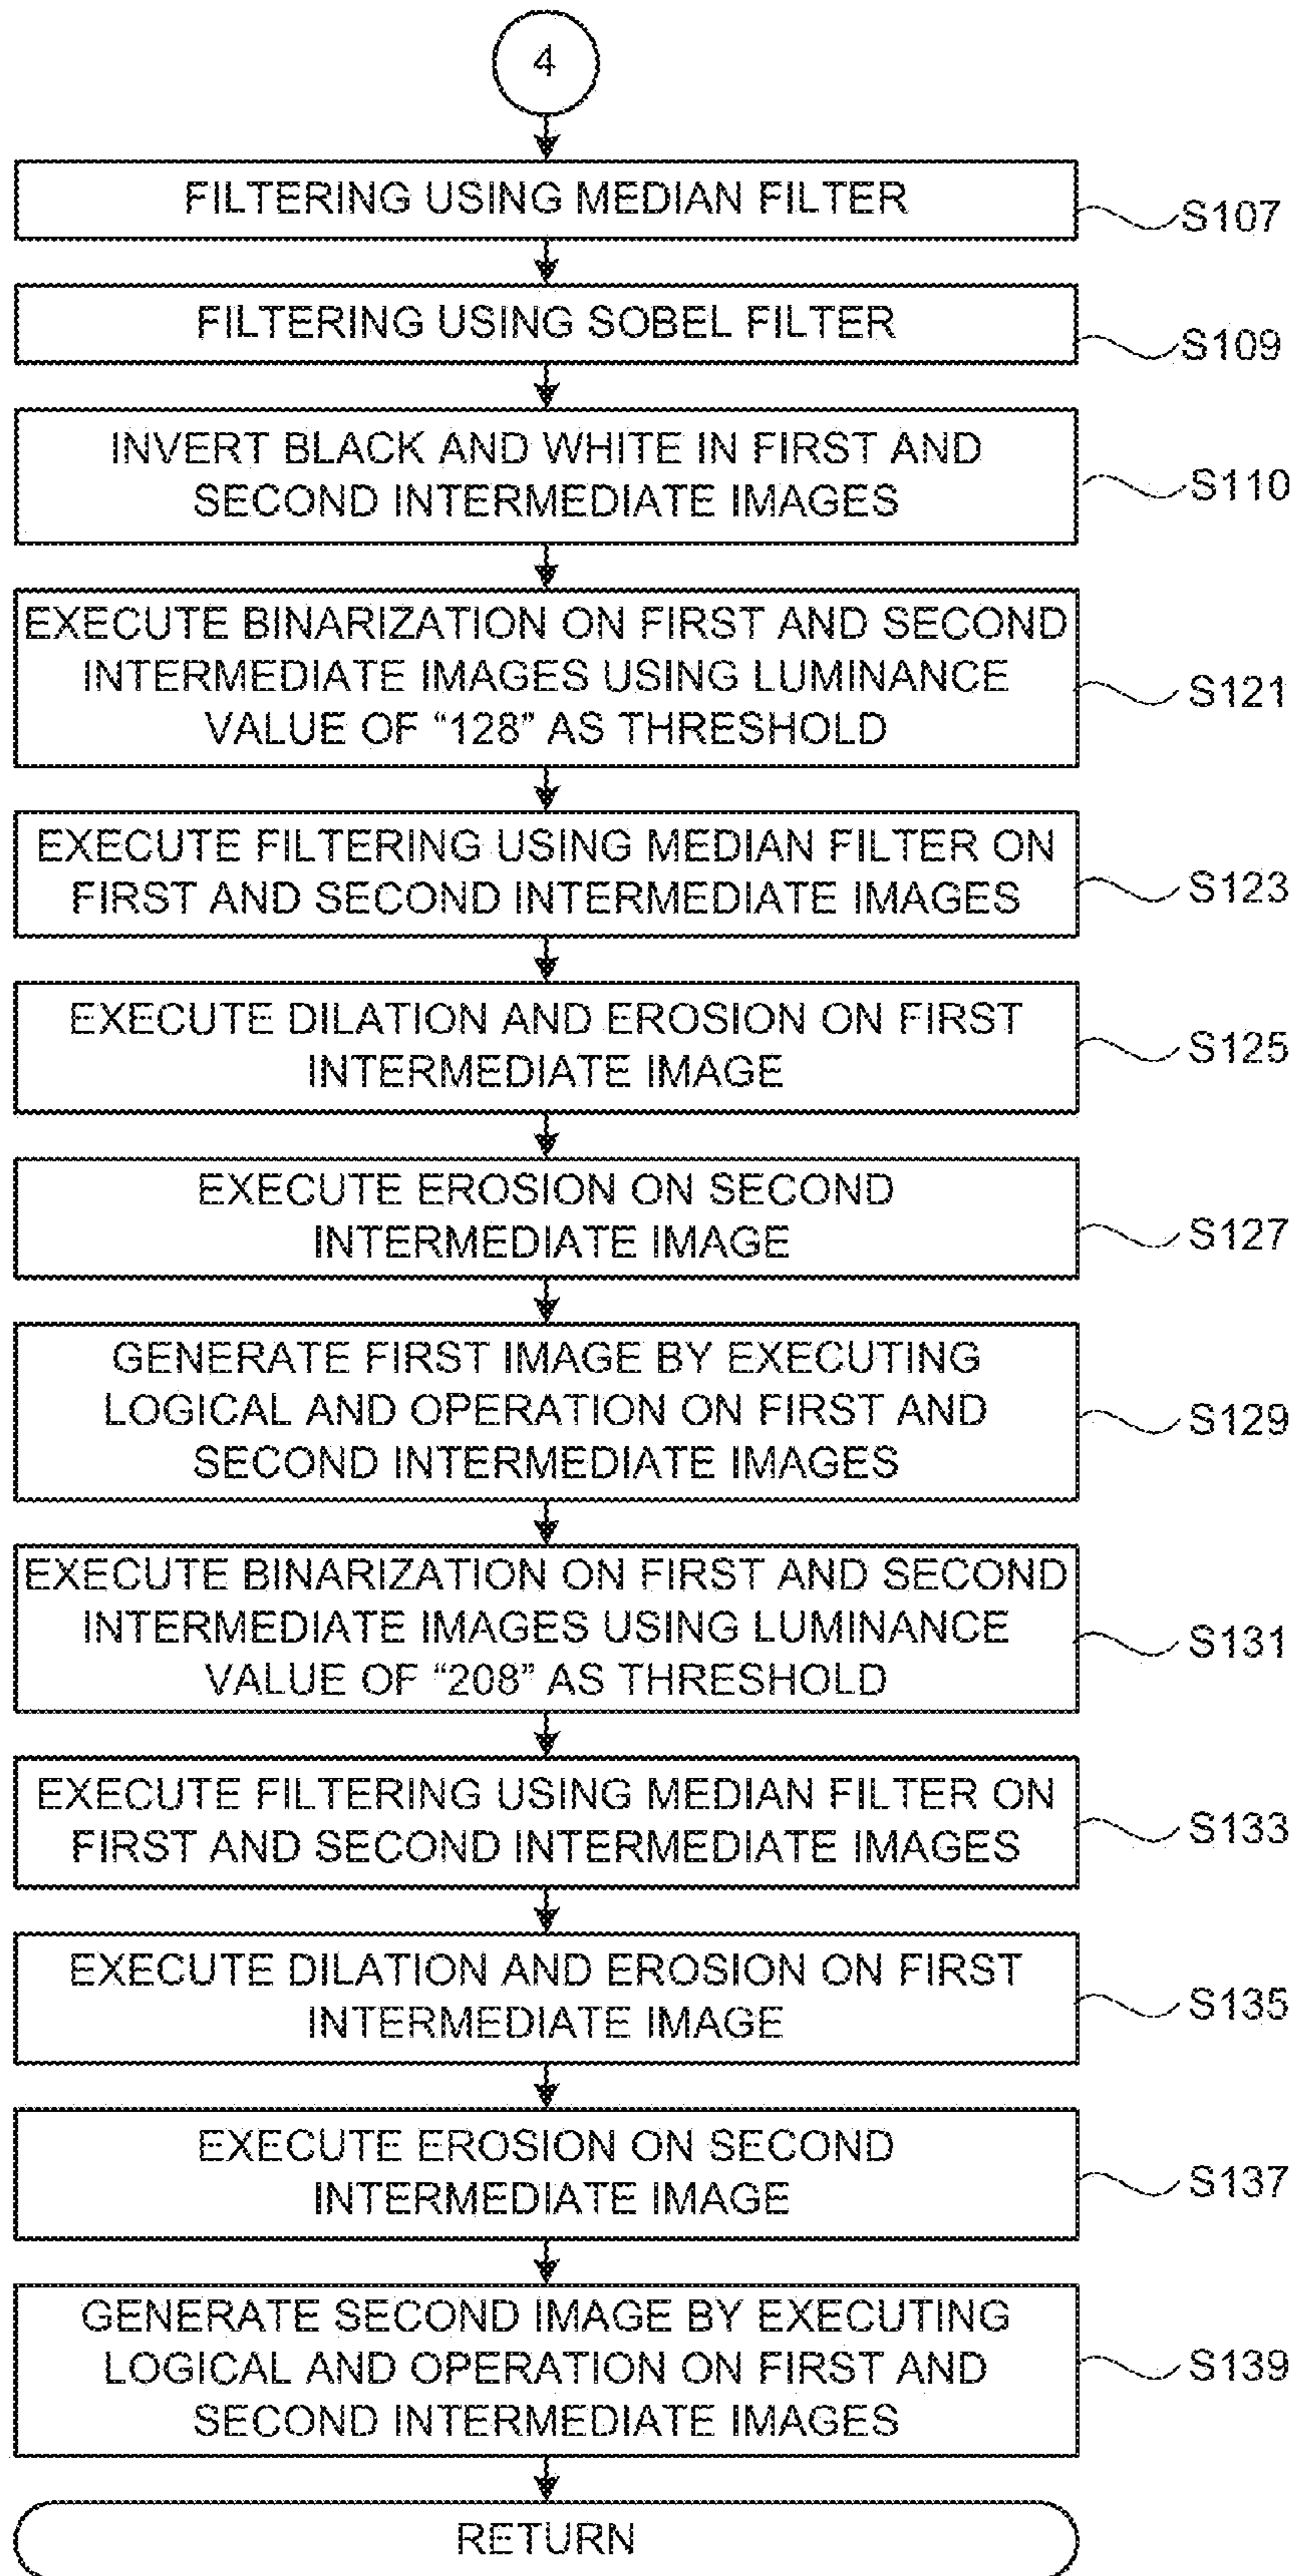 4
FILTERING USING MEDIAN FILTER
S107
FILTERING USING SOBEL FILTER
S109
INVERT BLACK AND WHITE IN FIRST AND
SECOND INTERMEDIATE IMAGES
S110
EXECUTE BINARIZATION ON FIRST AND SECOND
INTERMEDIATE IMAGES USING LUMINANCE
VALUE OF “128” AS THRESHOLD
S121
EXECUTE FILTERING USING MEDIAN FILTER ON
FIRST AND SECOND INTERMEDIATE IMAGES
S123
EXECUTE DILATION AND EROSION ON FIRST
INTERMEDIATE IMAGE
S125
EXECUTE EROSION ON SECOND
INTERMEDIATE IMAGE
S127
GENERATE FIRST IMAGE BY EXECUTING
LOGICAL AND OPERATION ON FIRST AND
SECOND INTERMEDIATE IMAGES
S129
EXECUTE BINARIZATION ON FIRST AND SECOND
INTERMEDIATE IMAGES USING LUMINANCE
VALUE OF “208” AS THRESHOLD
S131
EXECUTE FILTERING USING MEDIAN FILTER ON
FIRST AND SECOND INTERMEDIATE IMAGES
S133
EXECUTE DILATION AND EROSION ON FIRST
INTERMEDIATE IMAGE
S135
EXECUTE EROSION ON SECOND
INTERMEDIATE IMAGE
S137
GENERATE SECOND IMAGE BY EXECUTING
LOGICAL AND OPERATION ON FIRST AND
SECOND INTERMEDIATE IMAGES
S139
RETURN